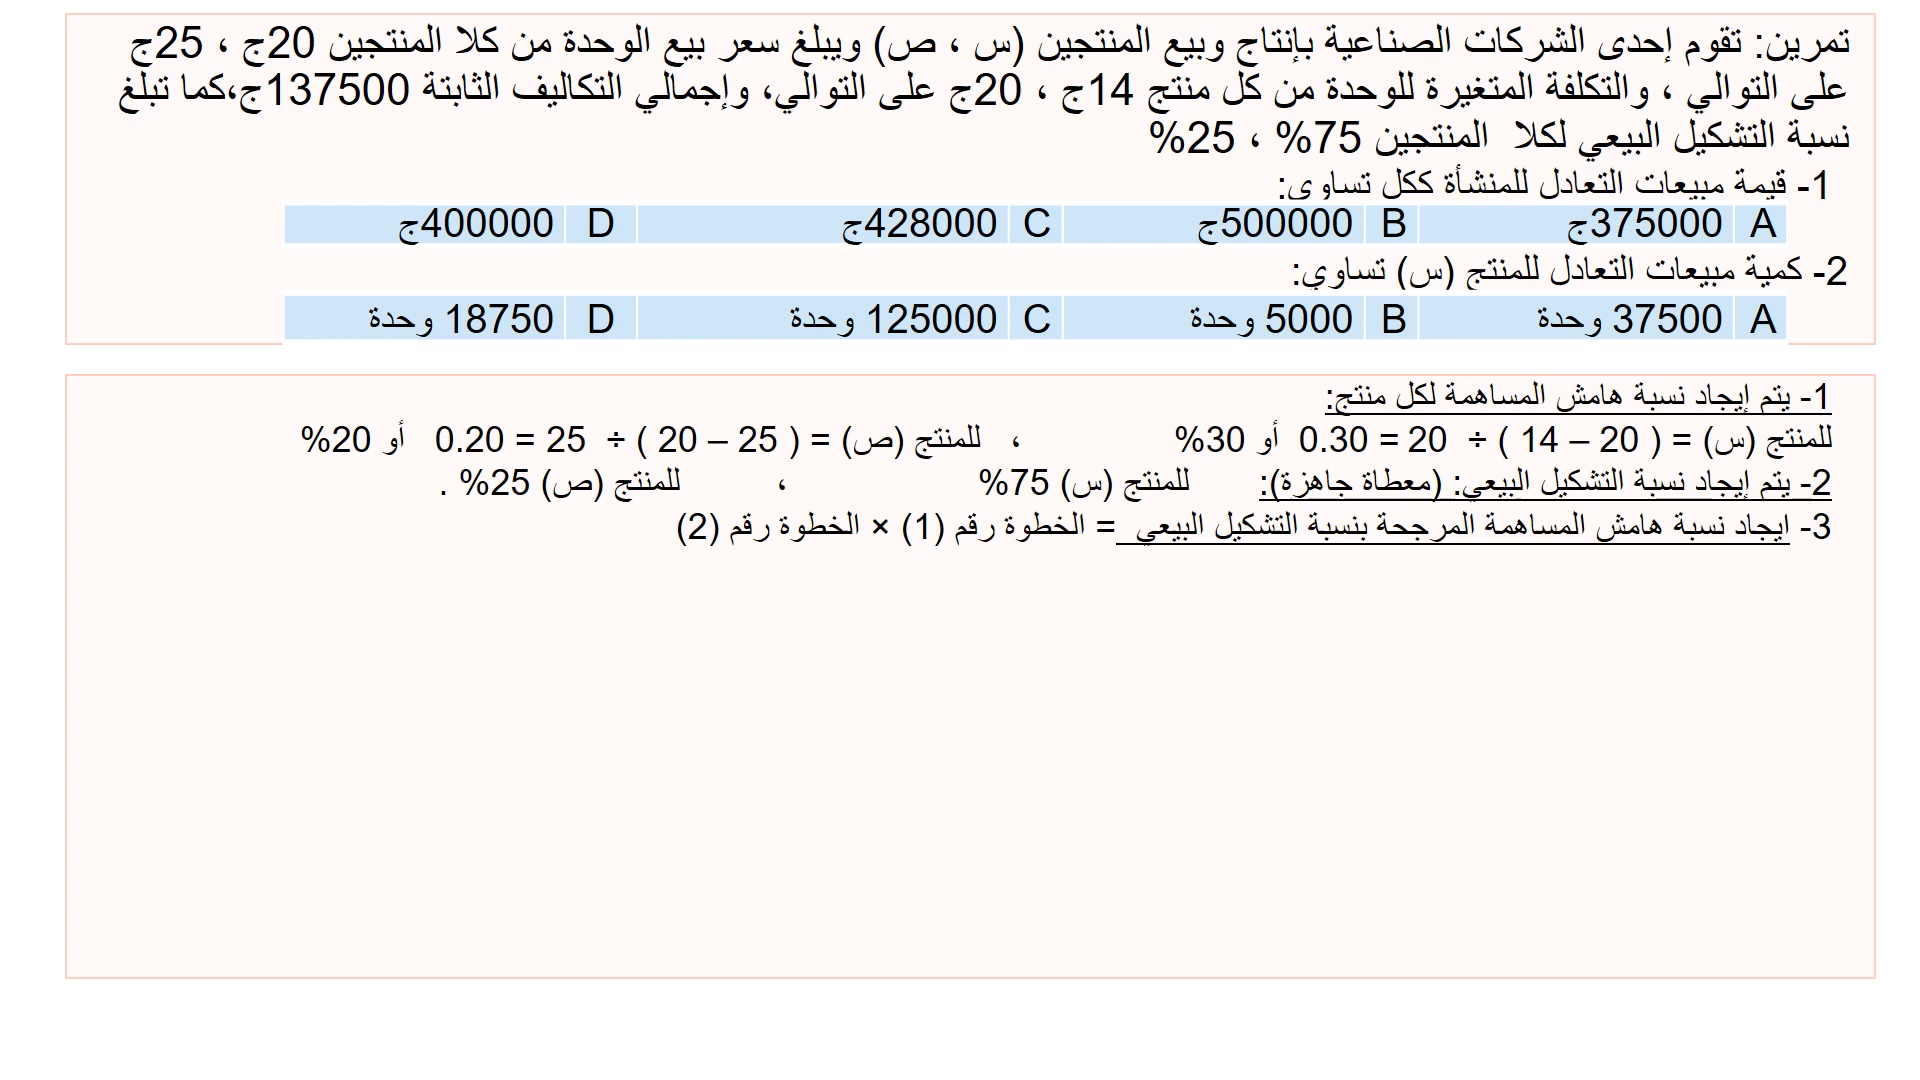 تمرين: تقوم إحدى الشركات الصناعية بإنتاج وبيع المنتجين (س ، ص) ويبلغ سعر بيع الوحدة من كلا المنتجين 20ج ، 25ج
على التوالي ، والتكلفة المتغيرة للوحدة من كل منتج 14ج ، 20ج على التوالي، وإجمالي التكاليف الثابتة 137500ج،كما تبلغ
نسبة التشكيل البيعي لكلا المنتجين 75% ، 25%
1- قيمة مبيعات التعادل للمنشأة ككل تساوي:
A 375000ج B 500000ج C 428000ج D 400000ج
2- كمية مبيعات التعادل للمنتج (س) تساوي:
A 37500 وحدة B 5000 وحدة C 125000 وحدة D 18750 وحدة
1- يتم إيجاد نسبة هامش المساهمة لكل منتج:
للمنتج (س) = ( 20 – 14 ) ÷ 20 = 0.30 أو 30% ، للمنتج (ص) = ( 25 – 20 ) ÷ 25 = 0.20 أو 20%
2- يتم إيجاد نسبة التشكيل البيعي: (معطاة جاهزة): للمنتج (س) 75% ، للمنتج (ص) 25% .
3- ايجاد نسبة هامش المساهمة المرجحة بنسبة التشكيل البيعي = الخطوة رقم (1) × الخطوة رقم (2)